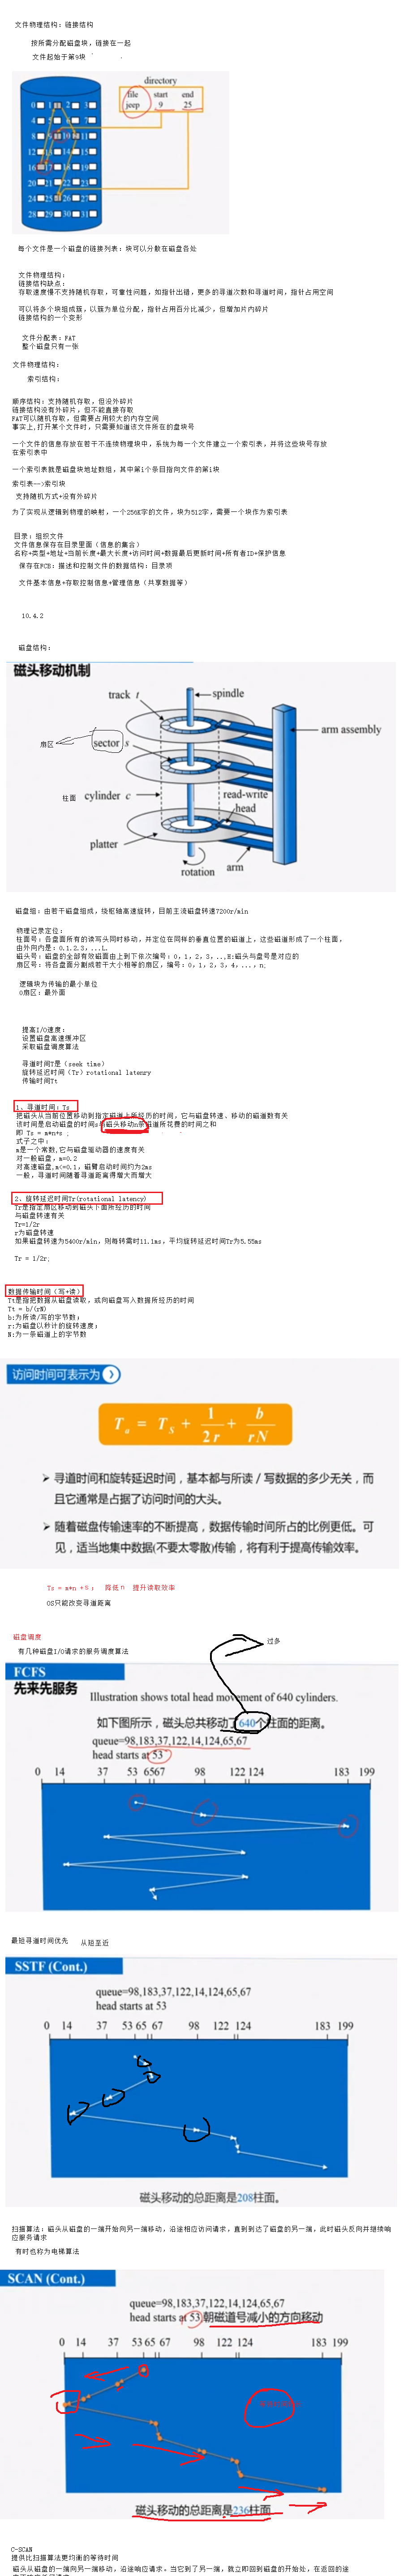 文件物理结构：链接结构
按所需分配磁盘块，链接在一起
文件起始于第9块
directory
file start end
jeep 9 25
0 1 2 3
4 5 6 7
8 9 10 11
12 13 14 15
16 17 18 19
20 21 22 23
24 25 26 27
28 29 30 31
每个文件是一个磁盘的链接列表：块可以分散在磁盘各处
文件物理结构：
链接结构缺点：
存取速度慢不支持随机存取，可靠性问题，如指针出错，更多的寻道次数和寻道时间，指针占用空间
可以将多个块组成簇，以簇为单位分配，指针占用百分比减少，但增加片内碎片
链接结构的一个变形
文件分配表：FAT
整个磁盘只有一张
文件物理结构：
索引结构：
顺序结构：支持随机存取，但没外碎片
链接结构没有外碎片，但不能直接存取
FAT可以随机存取，但需要占用较大的内存空间
事实上,打开某个文件时，只需要知道该文件所在的盘块号
一个文件的信息存放在若干不连续物理块中，系统为每一个文件建立一个索引表，并将这些块号存放
在索引表中
一个索引表就是磁盘块地址数组，其中第i个条目指向文件的第i块
索引表-->索引块
支持随机方式+没有外碎片
为了实现从逻辑到物理的映射，一个256K字的文件，块为512字，需要一个块作为索引表
目录：组织文件
文件信息保存在目录里面（信息的集合）
名称+类型+地址+当前长度+最大长度+访问时间+数据最后更新时间+所有者ID+保护信息
保存在FCB：描述和控制文件的数据结构：目录项
文件基本信息+存取控制信息+管理信息（共享数据等）
10.4.2
磁盘结构：
磁头移动机制
track t
spindle
扇区
sector s
arm assembly
柱面
cylinder c
read-write
head
platter
arm
rotation
磁盘组：由若干磁盘组成，绕枢轴高速旋转，目前主流磁盘转速7200r/min
物理记录定位：
柱面号：各盘面所有的读写头同时移动，并定位在同样的垂直位置的磁道上，这些磁道形成了一个柱面，
由外向内是：0,1,2,3,...L.
磁头号：磁盘的全部有效磁面由上到下依次编号：0，1，2，3，..,H:磁头与盘号是对应的
扇区号：将各盘面分割成若干大小相等的扇区，编号：0，1，2，3，4，...，n.
逻辑块为传输的最小单位
0扇区：最外面
提高I/O速度：
设置磁盘高速缓冲区
采取磁盘调度算法
寻道时间T是（seek time）
旋转延迟时间（Tr）rotational latenry
传输时间Tt
1、寻道时间：Ts
把磁头从当前位置移动到指定磁道上所经历的时间，它与磁盘转速、移动的磁道数有关
该时间是启动磁盘的时间s与磁头移动n条磁道所花费的时间之和
即 Ts = m*n+s ；
式子之中：
m是一个常数,它与磁盘驱动器的速度有关
对一般磁盘，m=0.2
对高速磁盘,m<=0.1，磁臂启动时间约为2ms
一般，寻道时间随着寻道距离得增大而增大
2、旋转延迟时间Tr(rotational latency)
Tr是指定扇区移动到磁头下面所经历的时间
与磁盘转速有关
Tr=1/2r
r为磁盘转速
如果磁盘转速为5400r/min，则每转需时11.1ms，平均旋转延迟时间Tr为5.55ms
Tr = 1/2r;
数据传输时间（写+读）
Tt是指把数据从磁盘读取，或向磁盘写入数据所经历的时间
Tt = b/(rN)
b:为所读/写的字节数；
r:为磁盘以秒计的旋转速度；
N:为一条磁道上的字节数
访问时间可表示为
Ta = TS + 1/2r + b/rN
寻道时间和旋转延迟时间，基本都与所读／写数据的多少无关，而
且它通常是占据了访问时间的大头。
随着磁盘传输速率的不断提高，数据传输时间所占的比例更低。可
见，适当地集中数据(不要太零散)传输，将有利于提高传输效率。
Ts = m*n +s； 降低n 提升读取效率
OS只能改变寻道距离
磁盘调度
有几种磁盘I/O请求的服务调度算法
过多
FCFS
先来先服务
Illustration shows total head movement of 640 cylinders.
如下图所示，磁头总共移动了640个柱面的距离。
queue=98,183,37,122,14,124,65,67
head starts at 53
0 14 37 53 65 67 98 122 124 183 199
最短寻道时间优先 从短至近
SSTF (Cont.)
queue=98,183,37,122,14,124,65,67
head starts at 53
0 14 37 53 65 67 98 122 124 183 199
磁头移动的总距离是208柱面。
扫描算法：磁头从磁盘的一端开始向另一端移动，沿途相应访问请求，直到到达了磁盘的另一端，此时磁头反向并继续响
应服务请求
有时也称为电梯算法
SCAN (Cont.)
queue=98,183,37,122,14,124,65,67
head starts at 53朝磁道号减小的方向移动
0 14 37 53 65 67 98 122 124 183 199
磁头移动的总距离是236柱面
C-SCAN
提供比扫描算法更均衡的等待时间
磁头从磁盘的一端向另一端移动，沿途响应请求。当它到了另一端，就立即回到磁盘的开始处，在返回的途